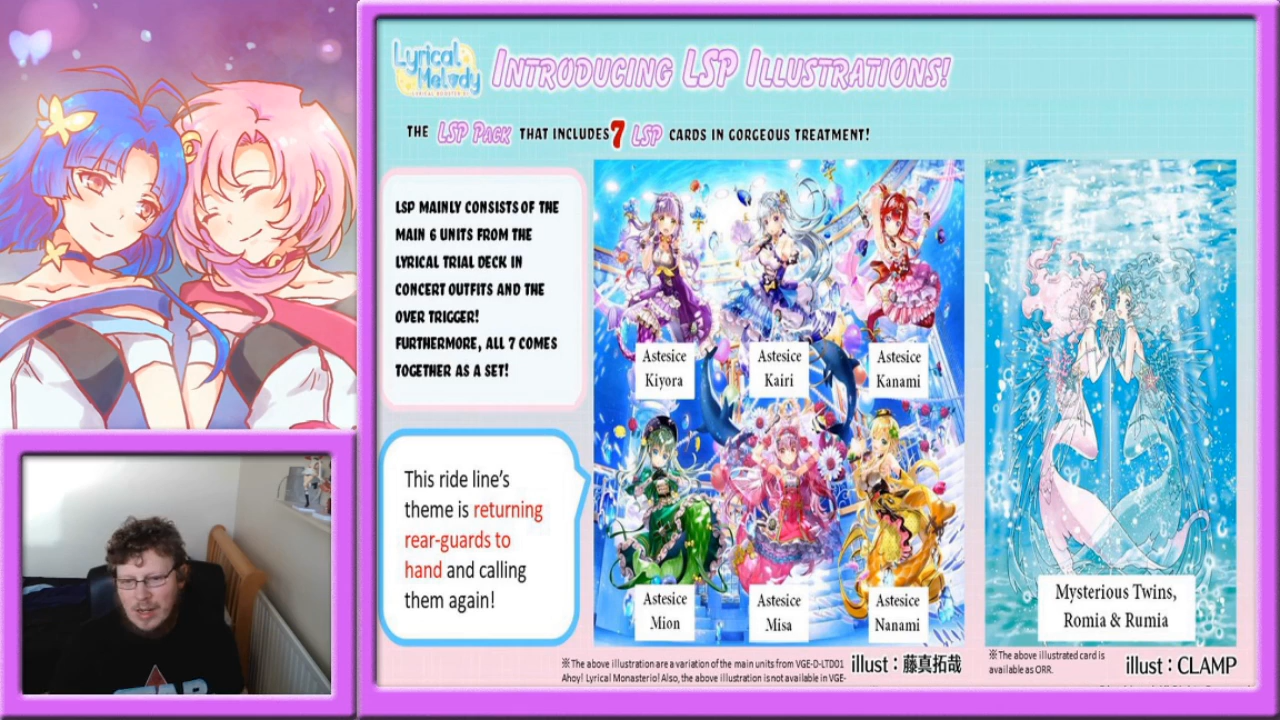 Lyrical Melody
LYRICAL BOOSTER 01
INTRODUCING LSP ILLUSTRATIONS!
THE LSP PACK THAT INCLUDES 7 LSP CARDS IN GORGEOUS TREATMENT!
LSP MAINLY CONSISTS OF THE
MAIN 6 UNITS FROM THE
LYRICAL TRIAL DECK IN
CONCERT OUTFITS AND THE
OVER TRIGGER!
FURTHERMORE, ALL 7 COMES
TOGETHER AS A SET!
This ride line's
theme is returning
rear-guards to
hand and calling
them again!
Astesice
Kiyora
Astesice
Kairi
Astesice
Kanami
Astesice
Mion
Astesice
Misa
Astesice
Nanami
Mysterious Twins,
Romia & Rumia
※The above illustration are a variation of the main units from VGE-D-LTD01
Ahoy! Lyrical Monasterio! Also, the above illustration is not available in VGE-
illust：藤真拓哉
※The above illustrated card is
available as ORR.
illust：CLAMP
STAR